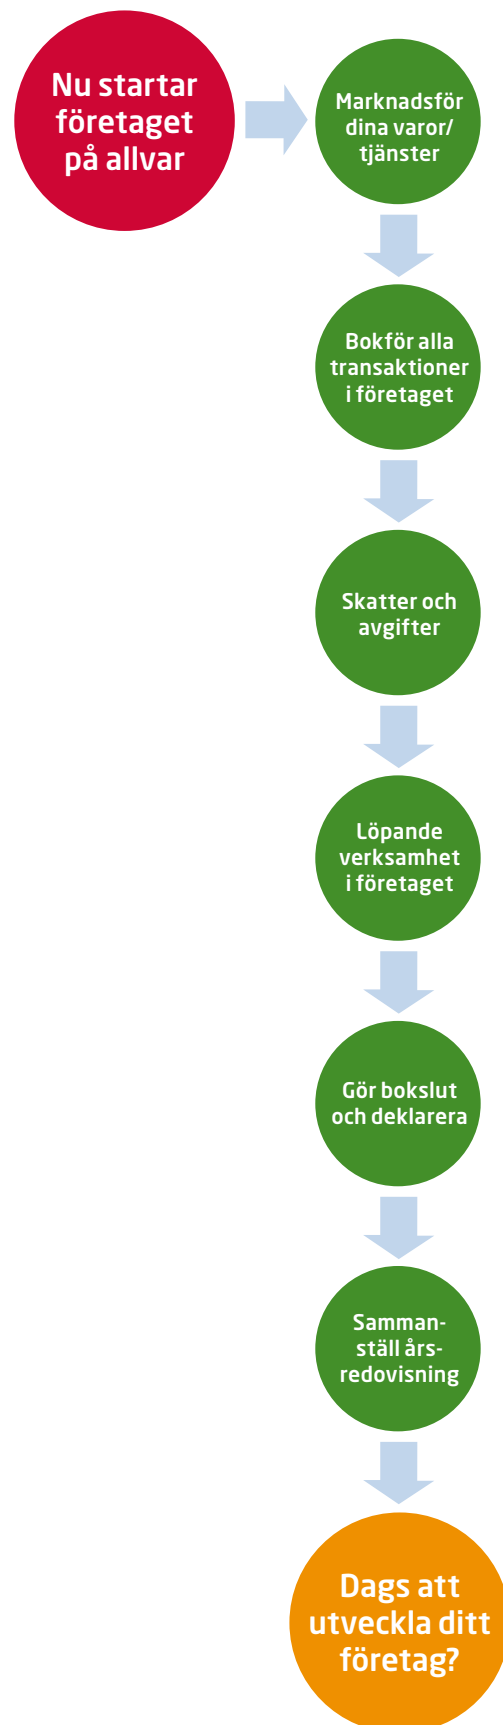 Nu startar
företaget
på allvar
Marknadsför
dina varor/
tjänster
Bokför alla
transaktioner
i företaget
Skatter och
avgifter
Löpande
verksamhet
i företaget
Gör bokslut
och deklarera
Samman-
ställ års-
redovisning
Dags att
utveckla ditt
företag?